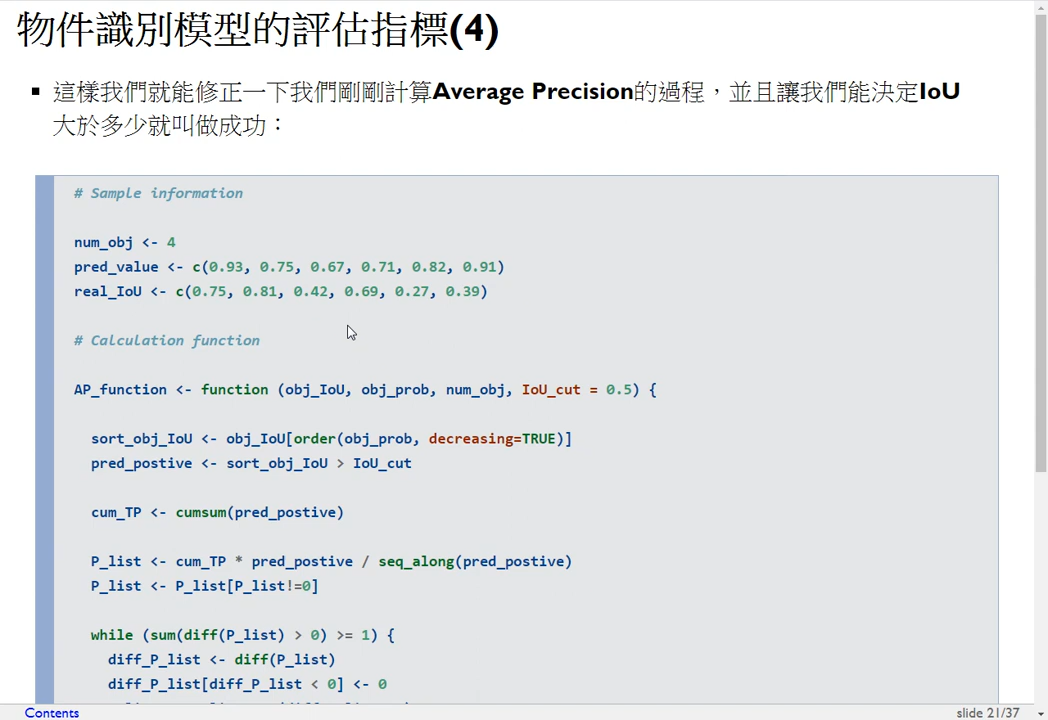 物件識別模型的評估指標(4)
▪ 這樣我們就能修正一下我們剛剛計算Average Precision的過程，並且讓我們能決定IoU
大於多少就叫做成功：
# Sample information
num_obj <- 4
pred_value <- c(0.93, 0.75, 0.67, 0.71, 0.82, 0.91)
real_IoU <- c(0.75, 0.81, 0.42, 0.69, 0.27, 0.39)
# Calculation function
AP_function <- function (obj_IoU, obj_prob, num_obj, IoU_cut = 0.5) {
sort_obj_IoU <- obj_IoU[order(obj_prob, decreasing=TRUE)]
pred_postive <- sort_obj_IoU > IoU_cut
cum_TP <- cumsum(pred_postive)
P_list <- cum_TP * pred_postive / seq_along(pred_postive)
P_list <- P_list[P_list!=0]
while (sum(diff(P_list) > 0) >= 1) {
diff_P_list <- diff(P_list)
diff_P_list[diff_P_list < 0] <- 0
Contents
slide 21/37